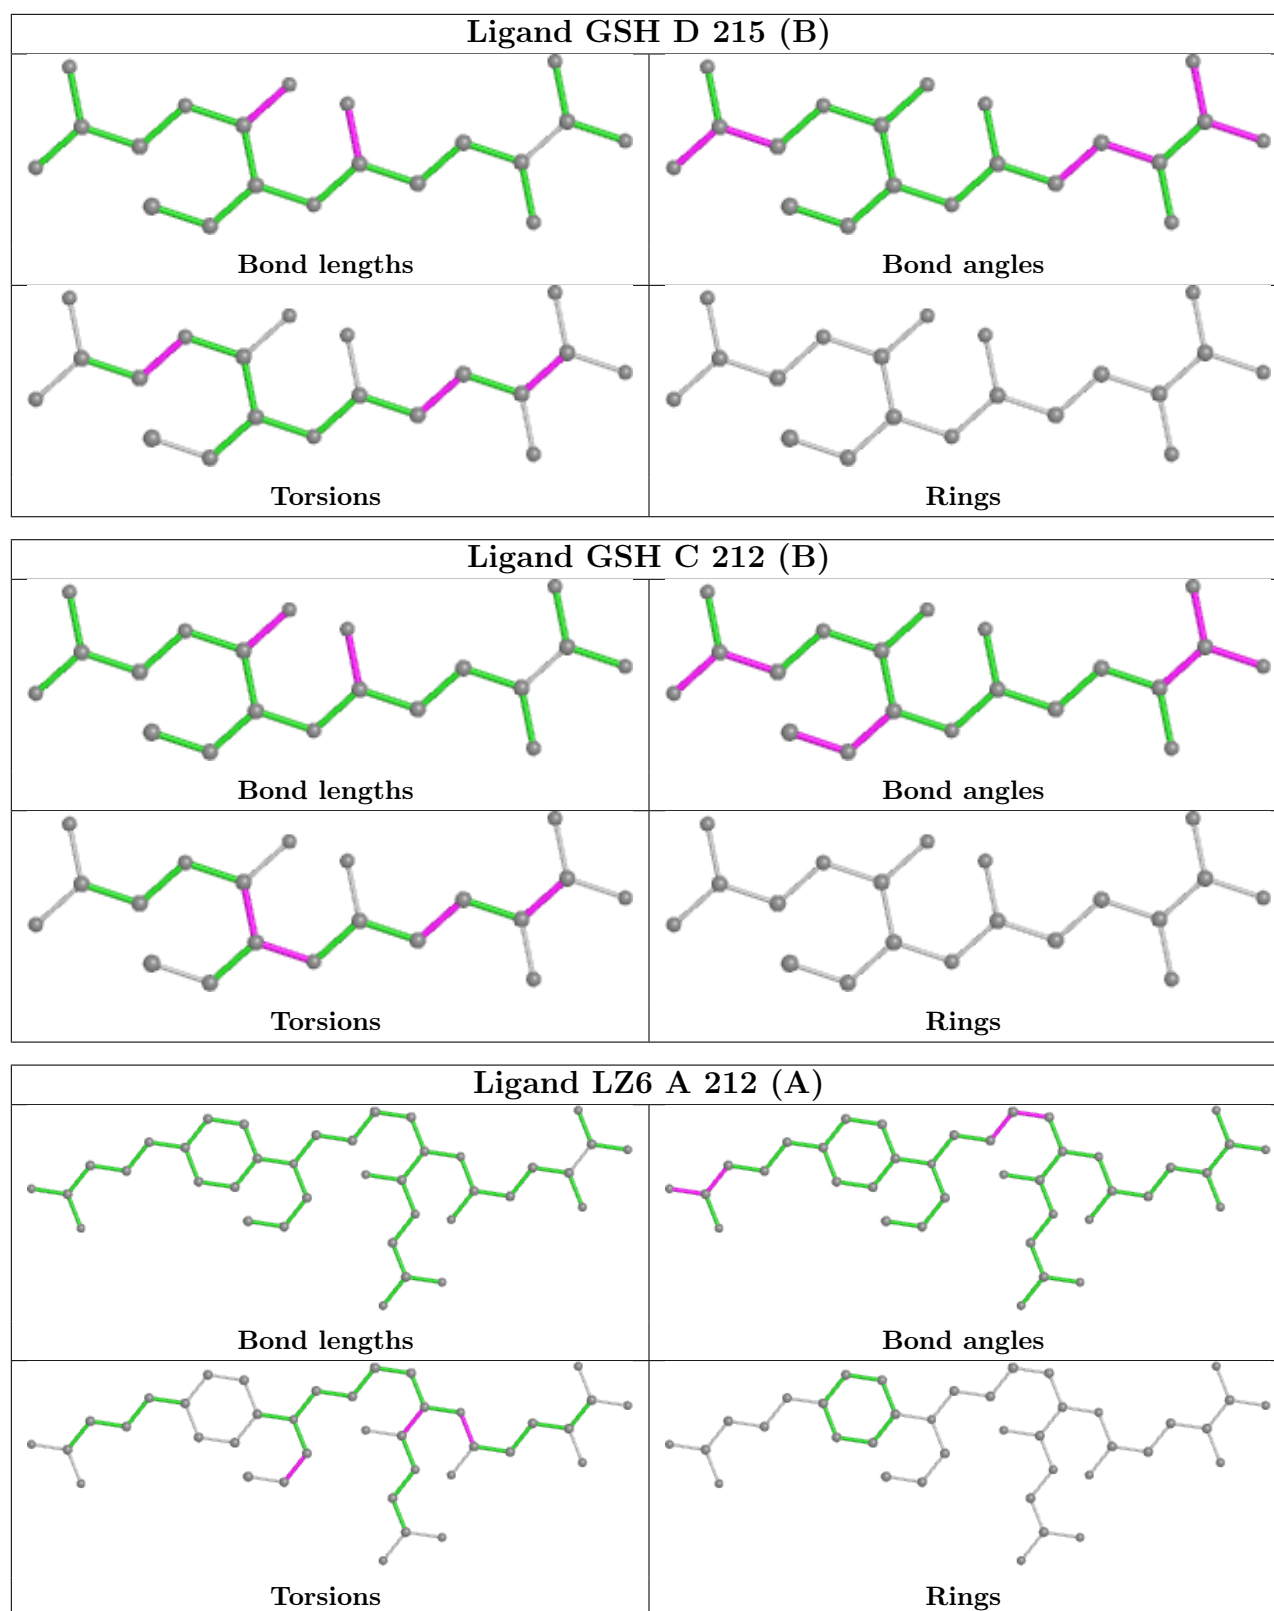 Ligand GSH D 215 (B)
Bond lengths
Bond angles
Torsions
Rings
Ligand GSH C 212 (B)
Bond lengths
Bond angles
Torsions
Rings
Ligand LZ6 A 212 (A)
Bond lengths
Bond angles
Torsions
Rings